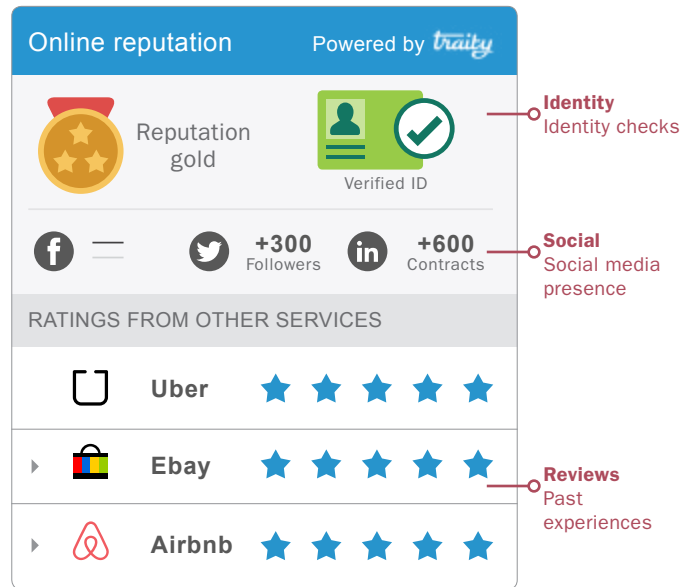 Online reputation
Powered by traity
Reputation
gold
Verified ID
Identity
Identity checks
f
+300
Followers
in
+600
Contracts
Social
Social media
presence
RATINGS FROM OTHER SERVICES
Uber
Ebay
Reviews
Past
experiences
Airbnb